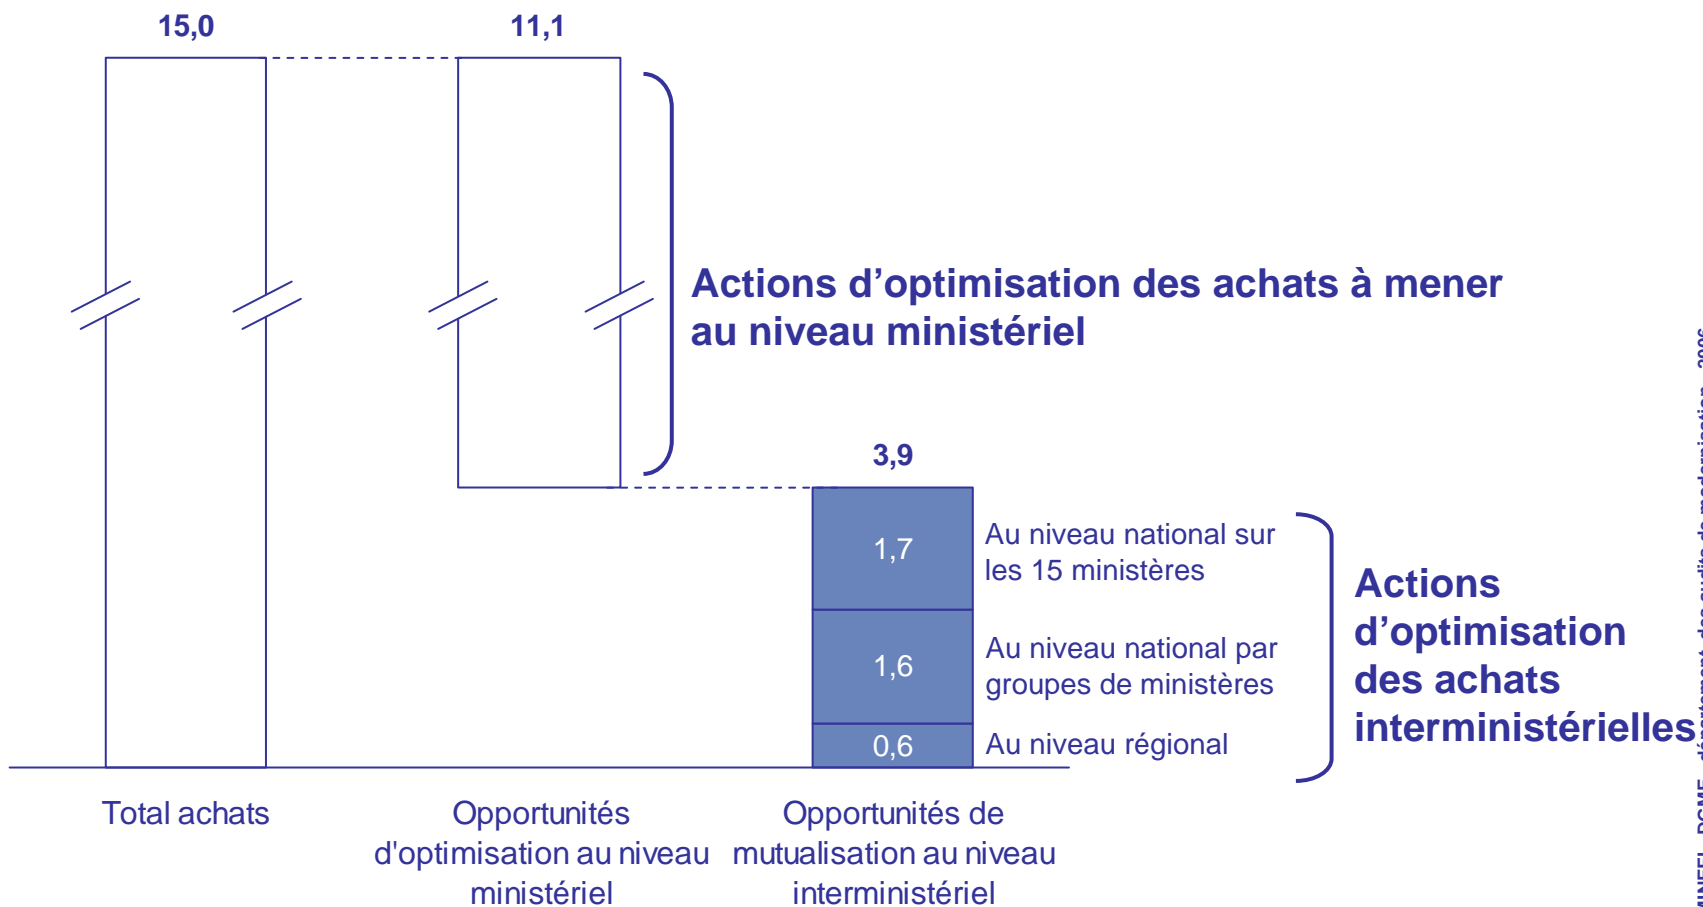 15,0
11,1
Actions d’optimisation des achats à mener
au niveau ministériel
3,9
1,7
Au niveau national sur
les 15 ministères
1,6
Au niveau national par
groupes de ministères
0,6
Au niveau régional
Actions
d’optimisation
des achats
interministérielles
Total achats
Opportunités
d'optimisation au niveau
ministériel
Opportunités de
mutualisation au niveau
interministériel